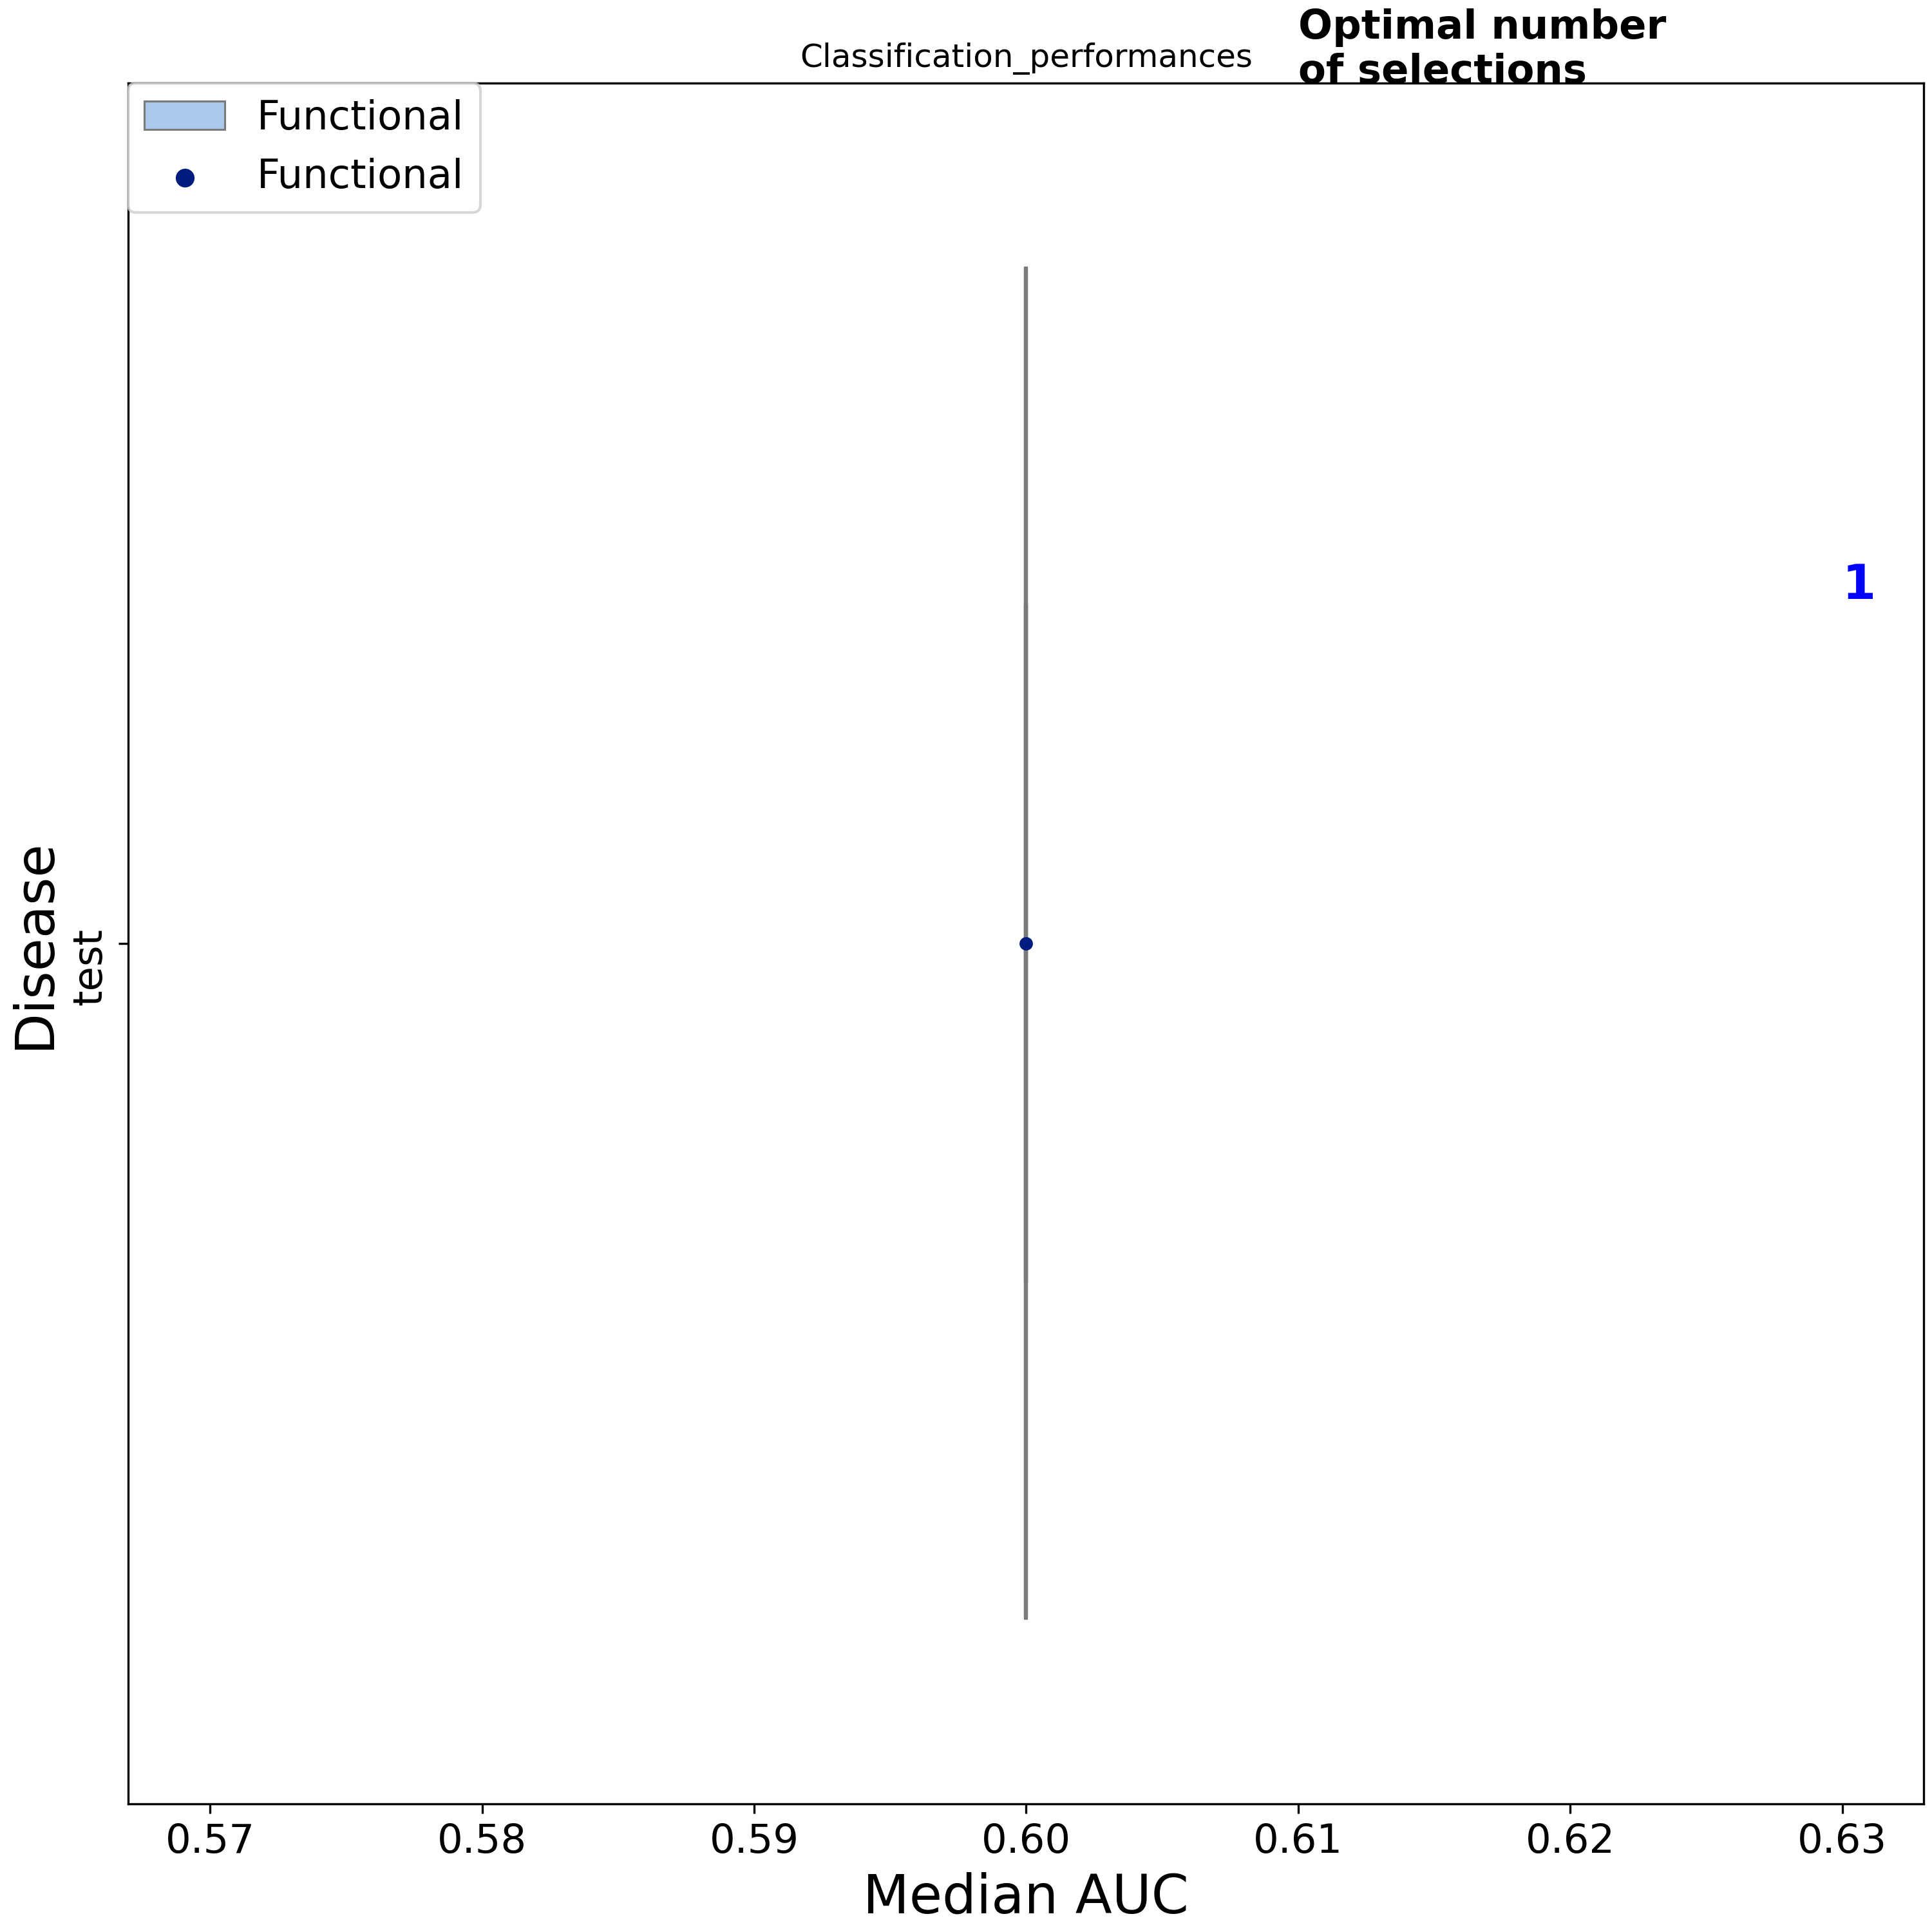 Optimal number
of selections
Classification_performances
Functional
Functional
1
Disease
test
0.57 0.58 0.59 0.60 0.61 0.62 0.63
Median AUC